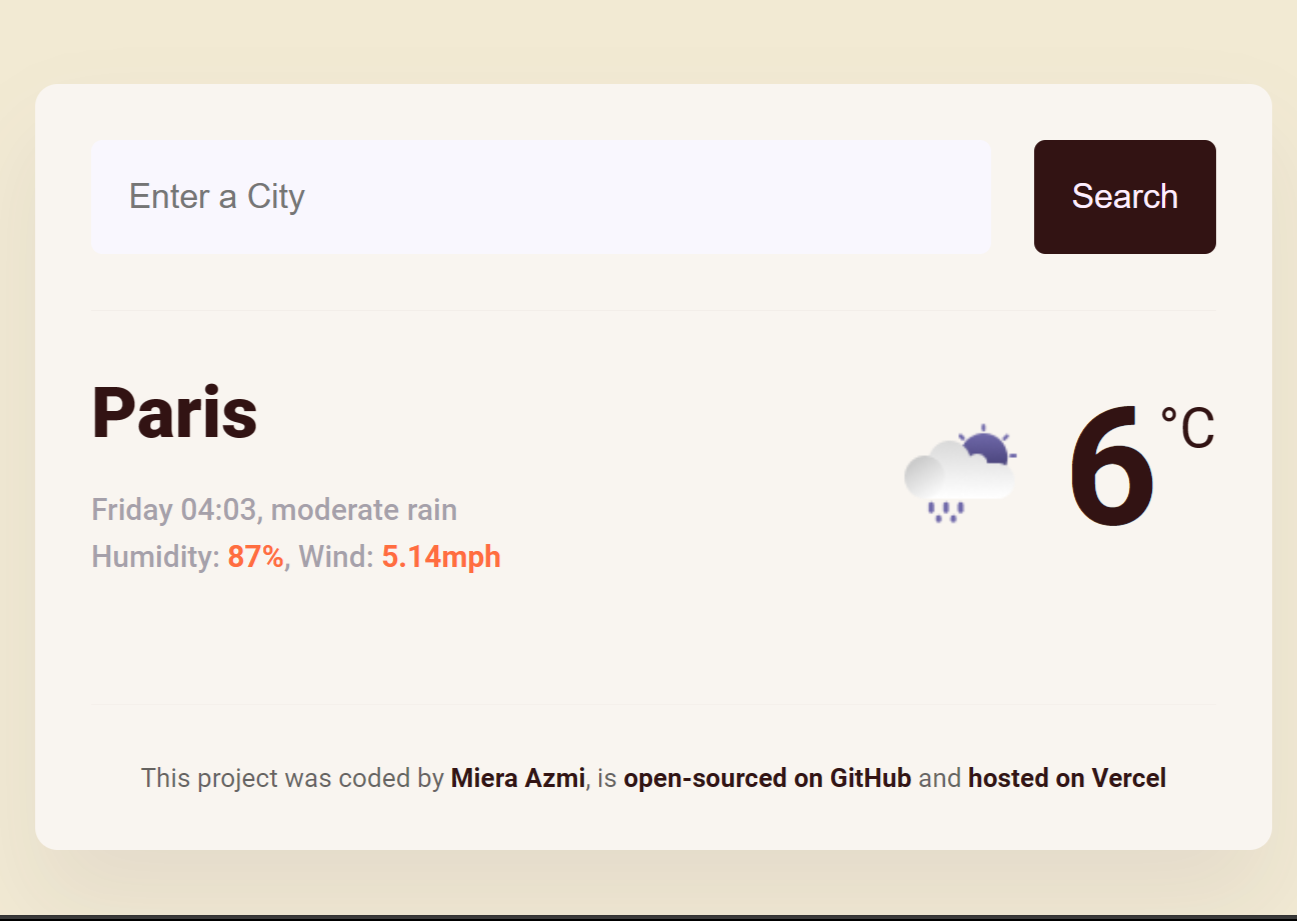 Enter a City
Search
Paris
6°C
Friday 04:03, moderate rain
Humidity: 87%, Wind: 5.14mph
This project was coded by Miera Azmi, is open-sourced on GitHub and hosted on Vercel